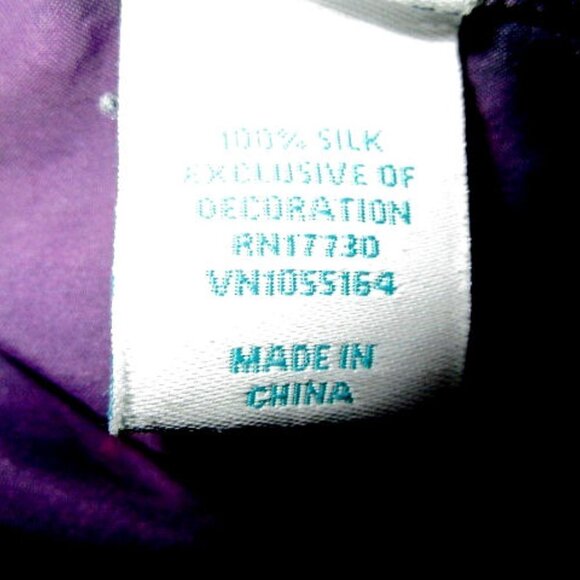 100% SILK
EXCLUSIVE OF
DECORATION
RN17730
VN1055164
MADE IN
CHINA